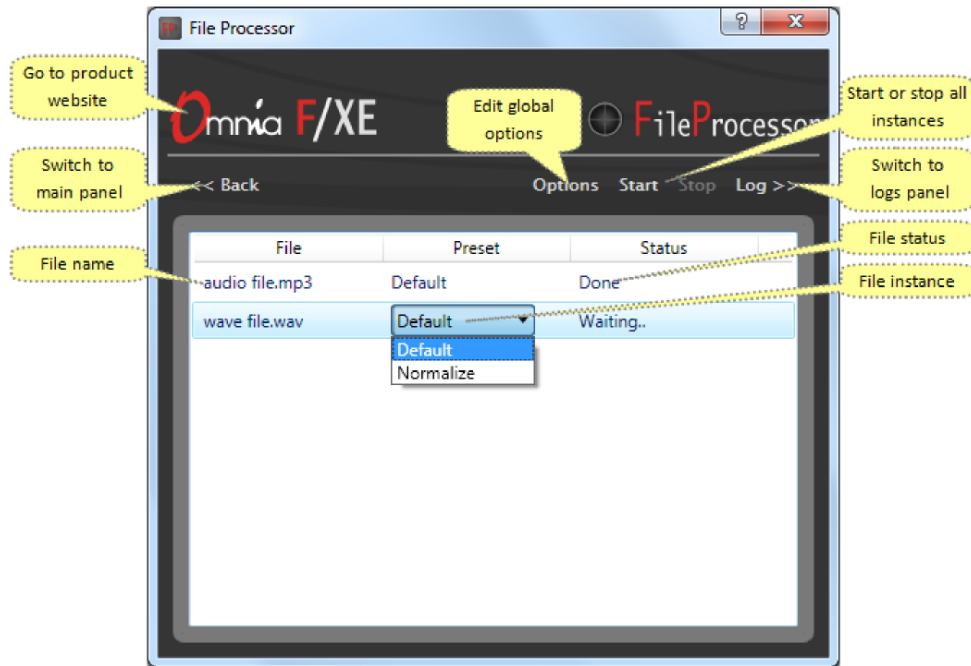 FP File Processor ? X
Go to product
website
Omnia F/XE
Edit global
options
FileProcessor
Start or stop all
instances
Switch to
main panel
<< Back Options Start Stop Log >>
Switch to
logs panel
File Preset Status
File status
File name
audio file.mp3 Default Done
File instance
wave file.wav Default Waiting..
Default
Normalize